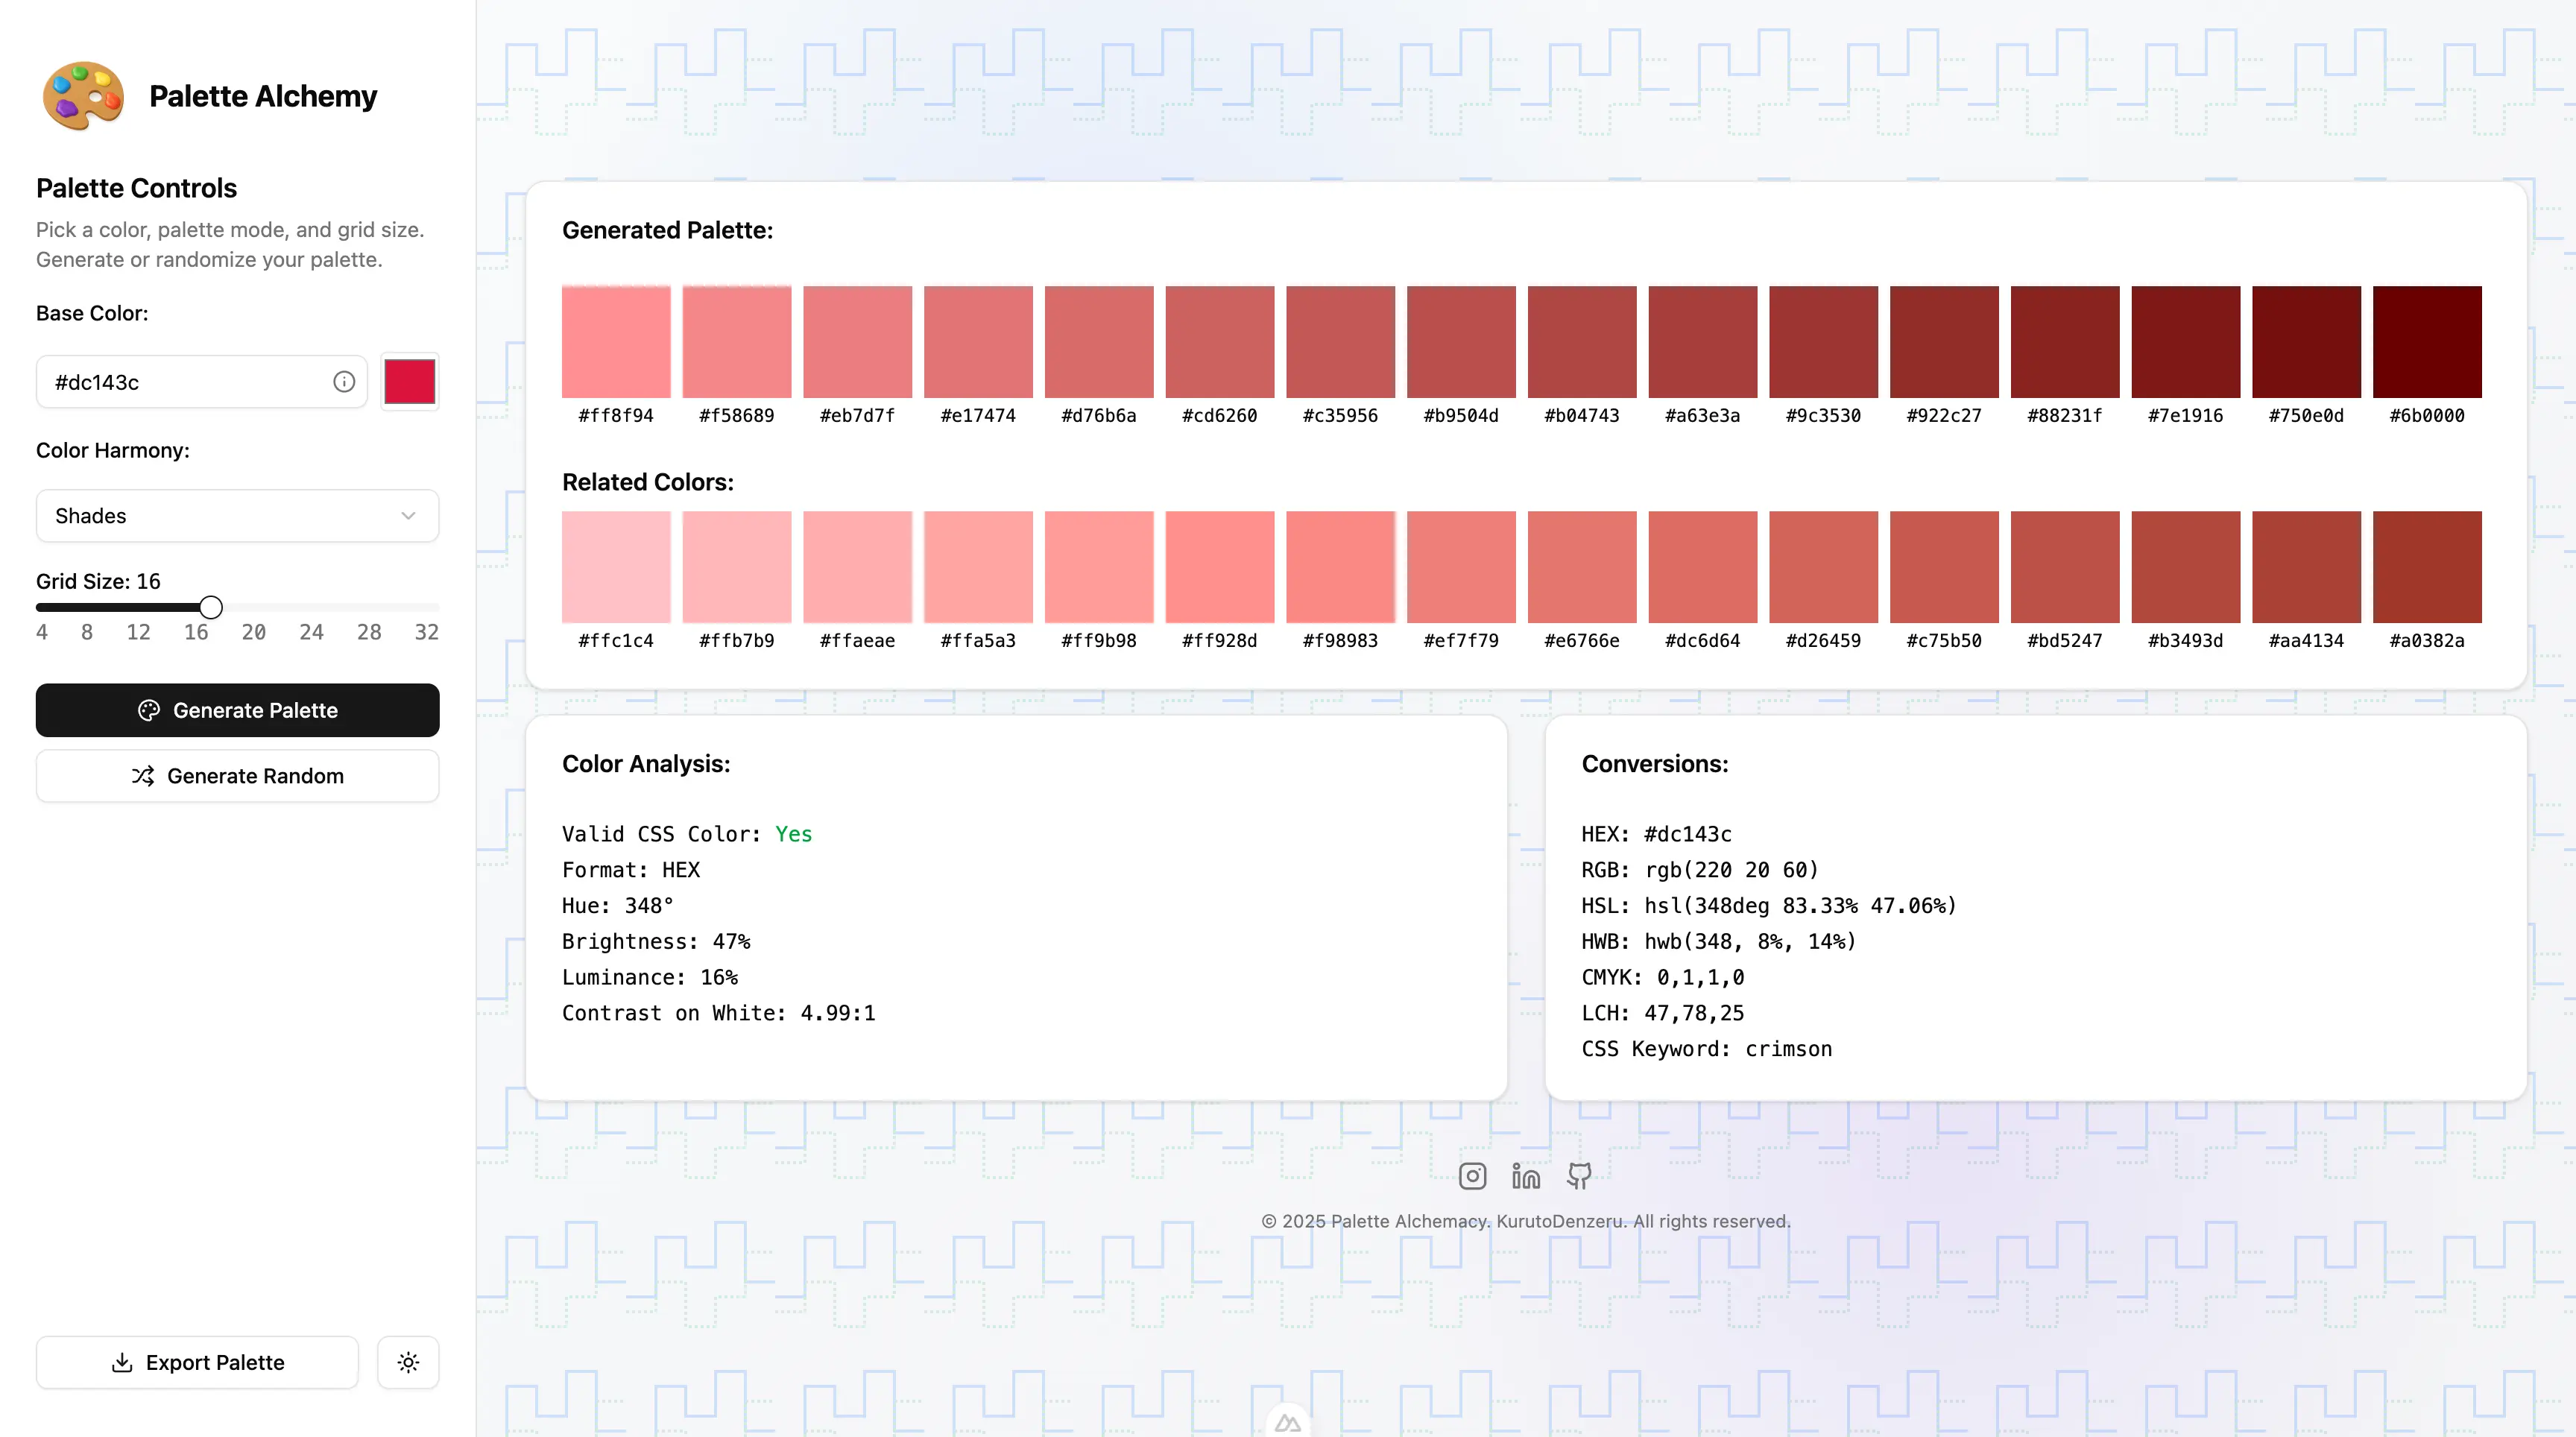 Palette Alchemy
Palette Controls
Pick a color, palette mode, and grid size.
Generate or randomize your palette.
Base Color:
#dc143c
Color Harmony:
Shades
Grid Size: 16
4 8 12 16 20 24 28 32
Generate Palette
Generate Random
Export Palette
Generated Palette:
#ff8f94 #f58689 #eb7d7f #e17474 #d76b6a #cd6260 #c35956 #b9504d #b04743 #a63e3a #9c3530 #922c27 #88231f #7e1916 #750e0d #6b0000
Related Colors:
#ffc1c4 #ffb7b9 #ffaeae #ffa5a3 #ff9b98 #ff928d #f98983 #ef7f79 #e6766e #dc6d64 #d26459 #c75b50 #bd5247 #b3493d #aa4134 #a0382a
Color Analysis:
Valid CSS Color: Yes
Format: HEX
Hue: 348°
Brightness: 47%
Luminance: 16%
Contrast on White: 4.99:1
Conversions:
HEX: #dc143c
RGB: rgb(220 20 60)
HSL: hsl(348deg 83.33% 47.06%)
HWB: hwb(348, 8%, 14%)
CMYK: 0,1,1,0
LCH: 47,78,25
CSS Keyword: crimson
© 2025 Palette Alchemacy. KurutoDenzeru. All rights reserved.